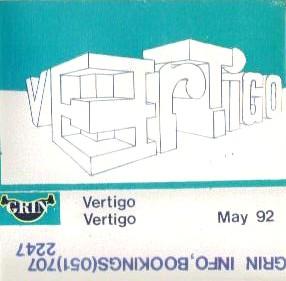 VERTIGO
GRIN
Vertigo
Vertigo
May 92
GRIN INFO,BOOKINGS(051)707
2247